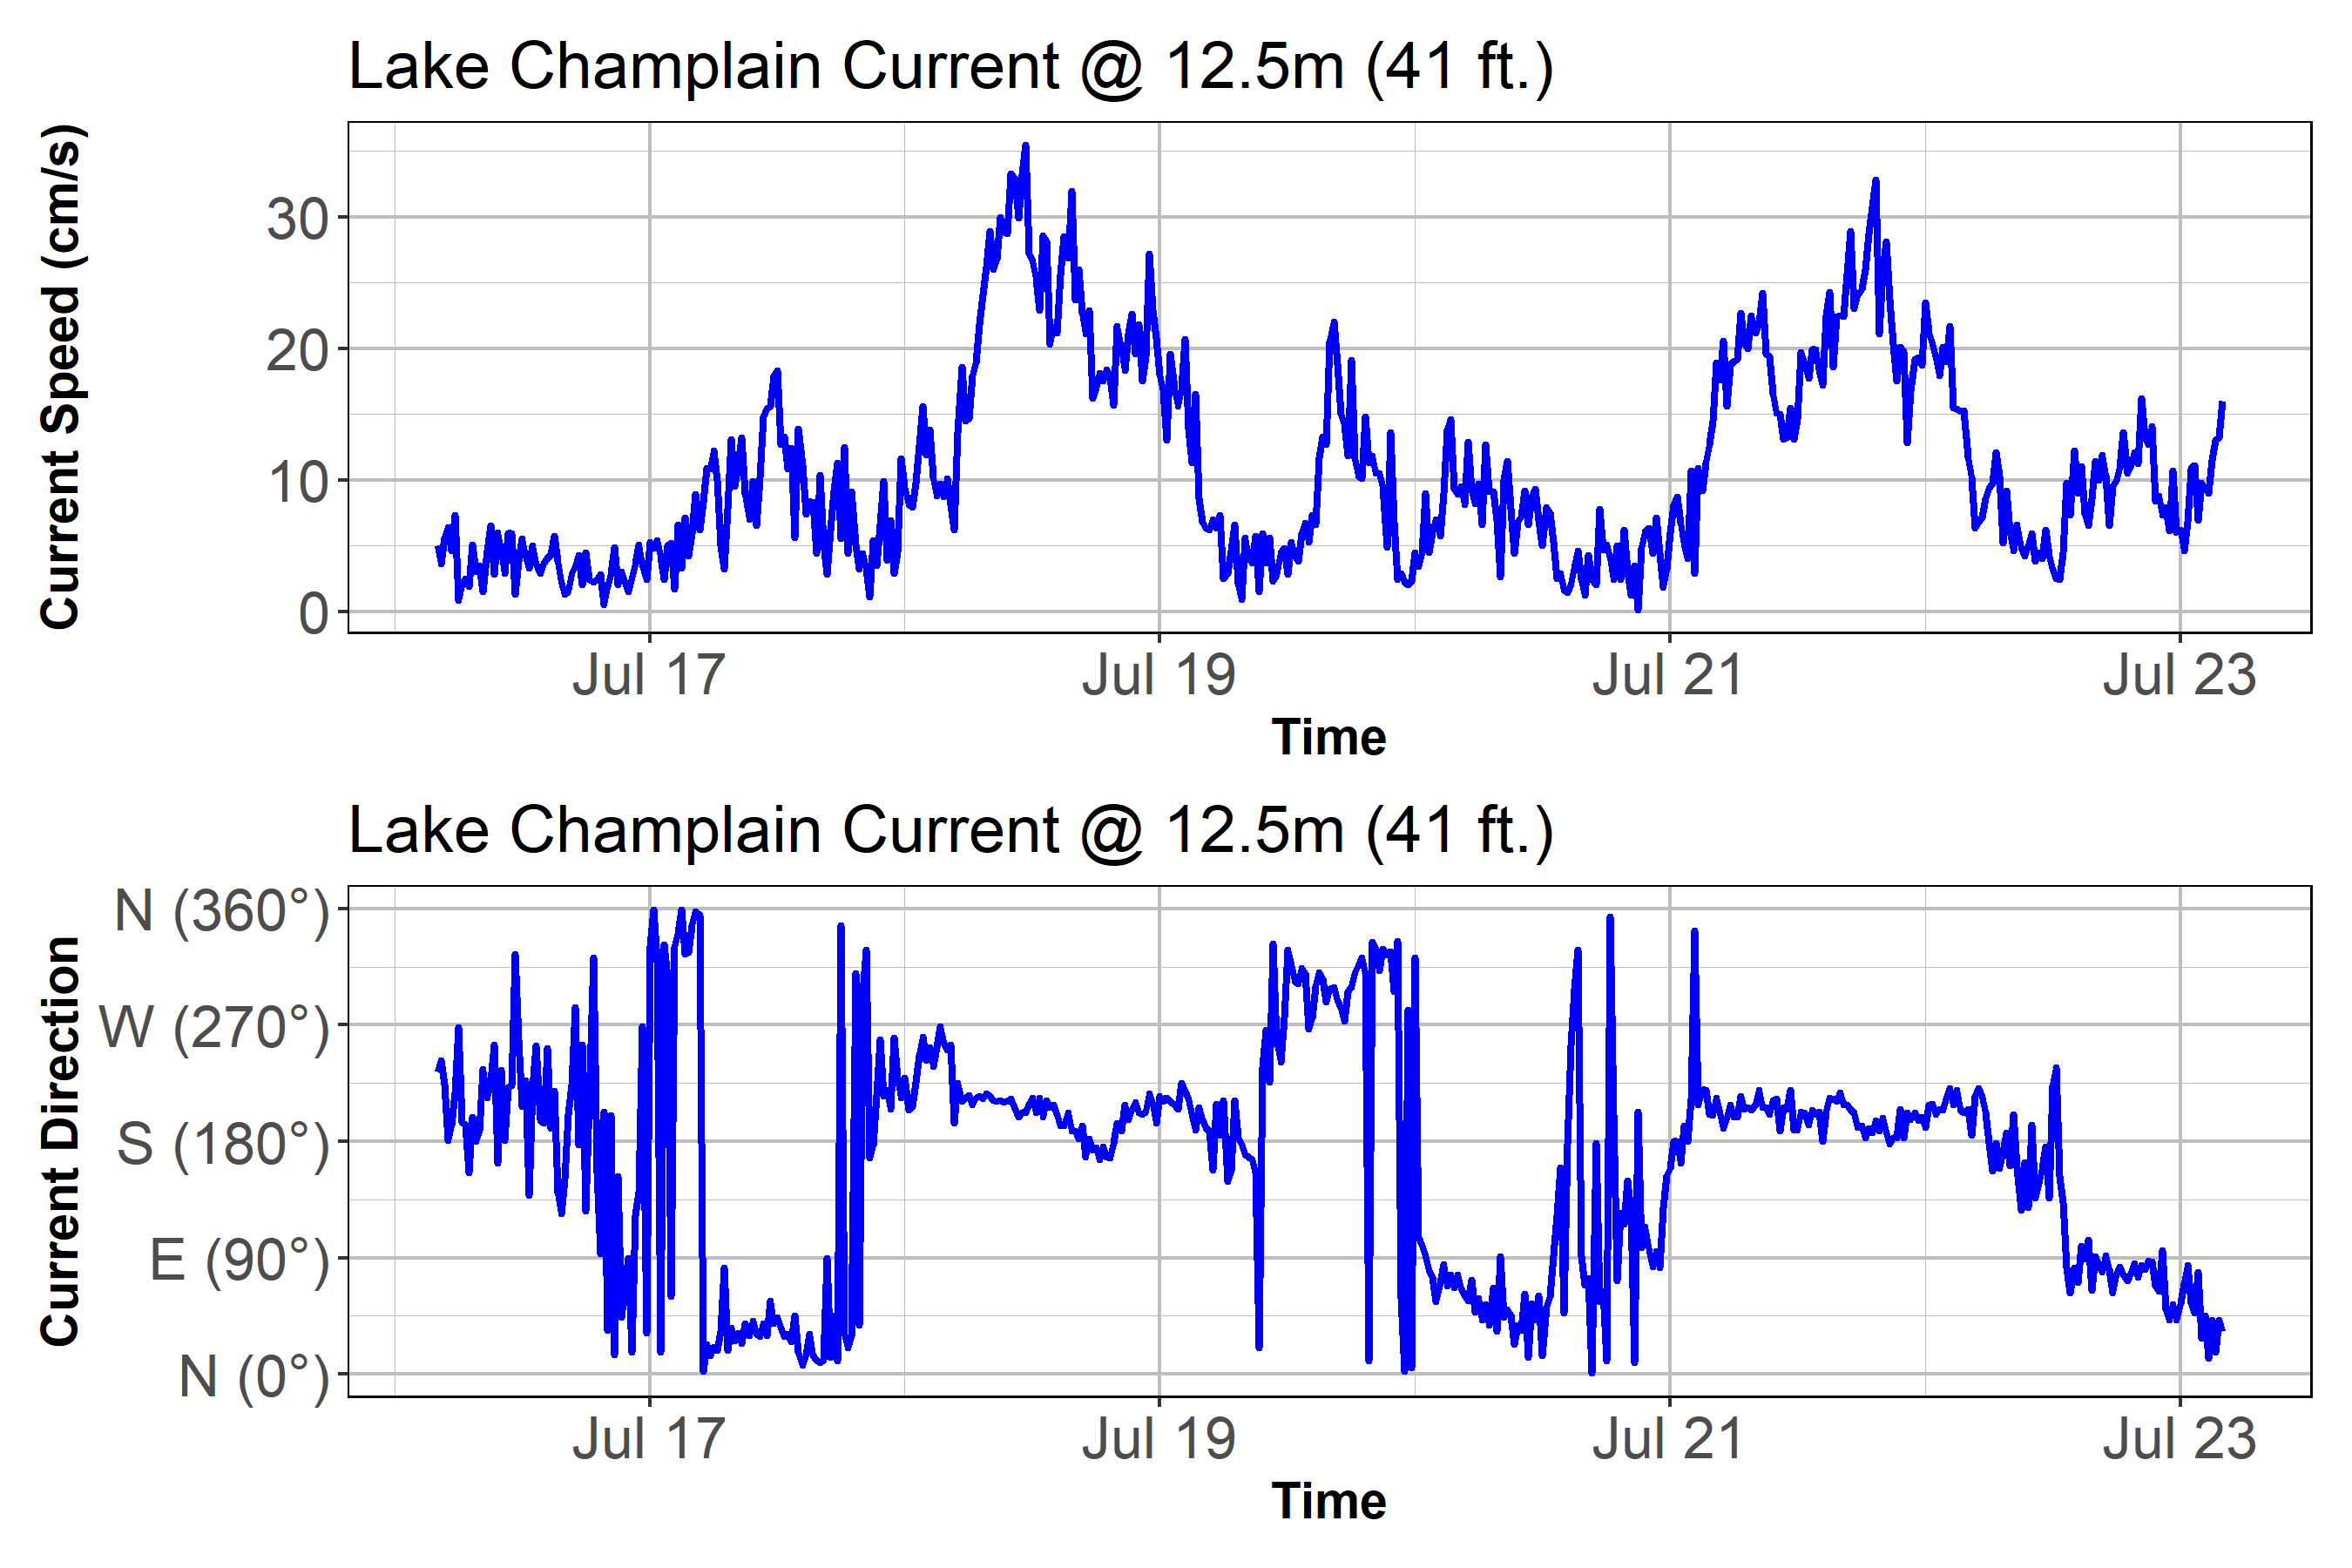 Lake Champlain Current @ 12.5m (41 ft.)
Current Speed (cm/s)
30
20
10
0
Jul 17 Jul 19 Jul 21 Jul 23
Time
Lake Champlain Current @ 12.5m (41 ft.)
Current Direction
N (360°)
W (270°)
S (180°)
E (90°)
N (0°)
Jul 17 Jul 19 Jul 21 Jul 23
Time